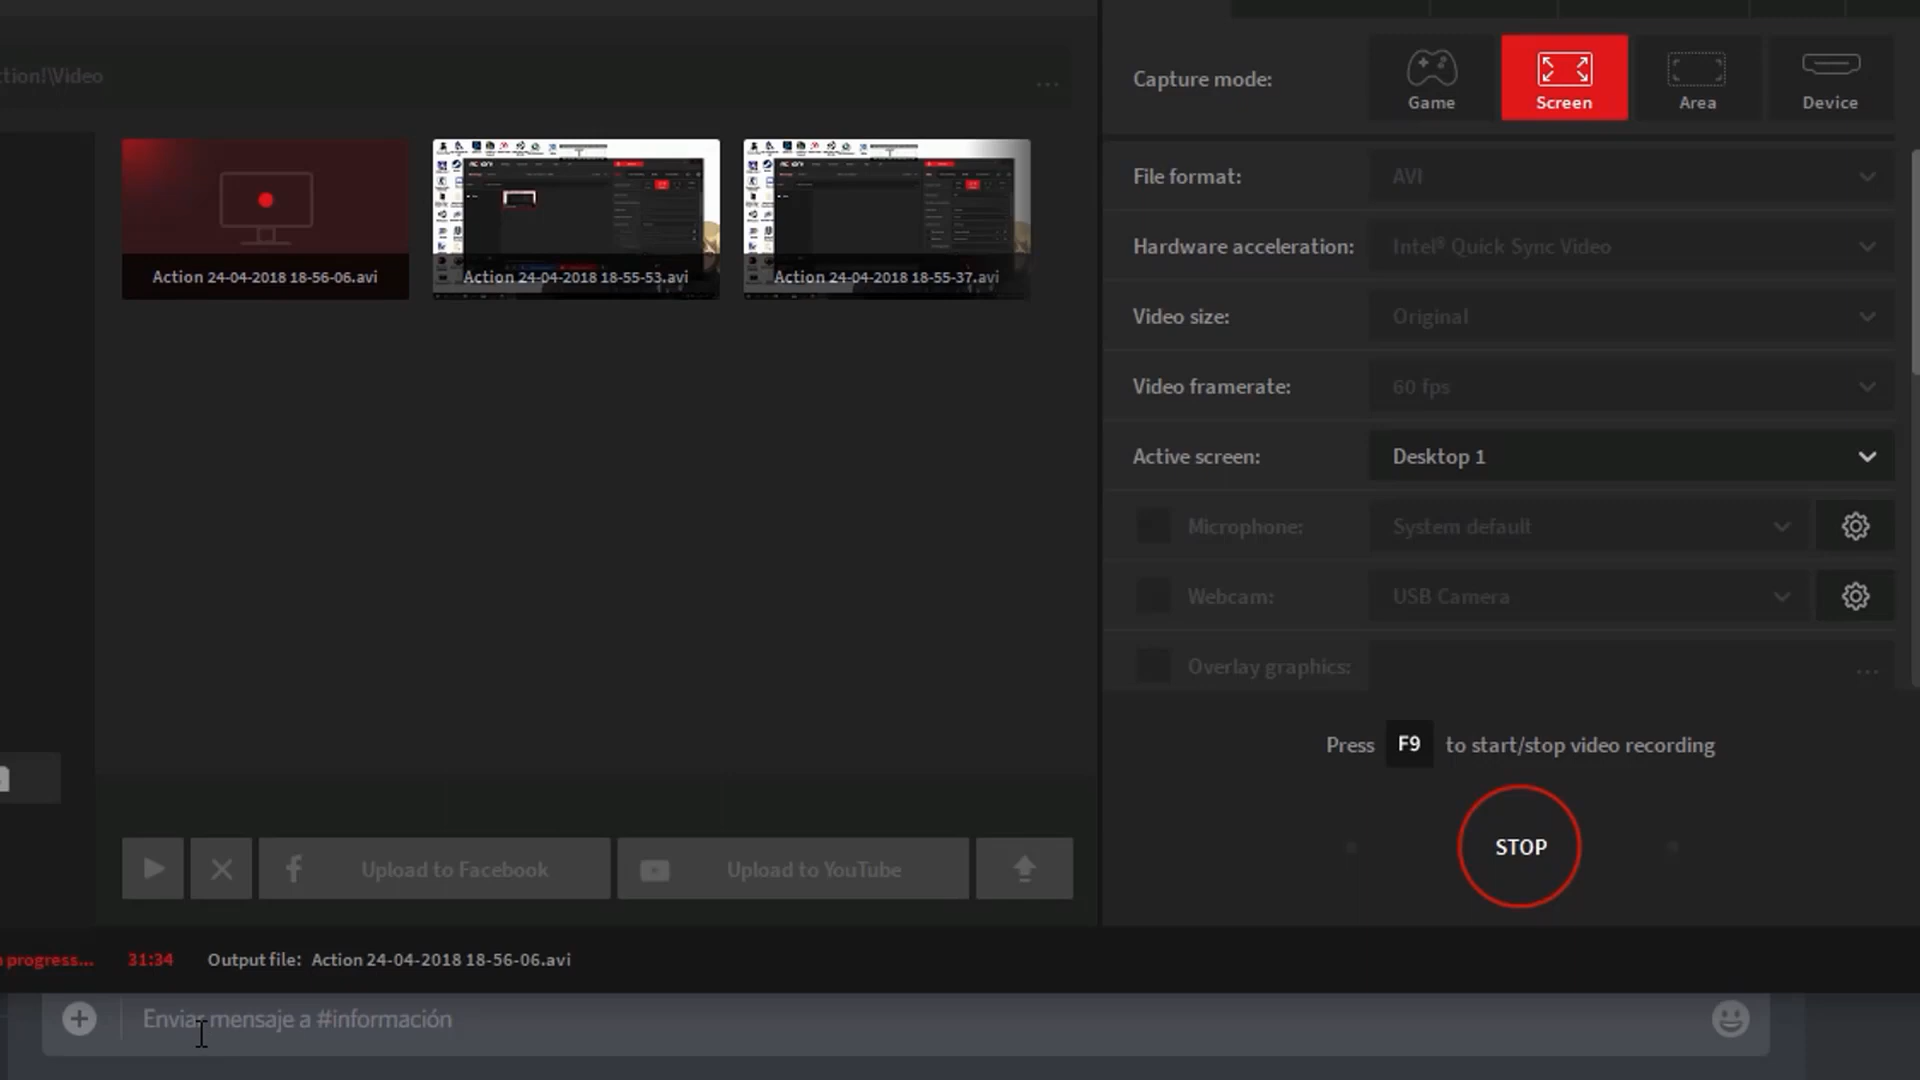 ction!\Video
...
Action 24-04-2018 18-56-06.avi
Action 24-04-2018 18-55-53.avi
Action 24-04-2018 18-55-37.avi
Upload to Facebook
Upload to YouTube
Capture mode:
Game
Screen
Area
Device
File format:
AVI
Hardware acceleration:
Intel® Quick Sync Video
Video size:
Original
Video framerate:
60 fps
Active screen:
Desktop 1
Microphone:
System default
Webcam:
USB Camera
Overlay graphics:
...
Press F9 to start/stop video recording
STOP
progress... 31:34 Output file: Action 24-04-2018 18-56-06.avi
Enviar mensaje a #información